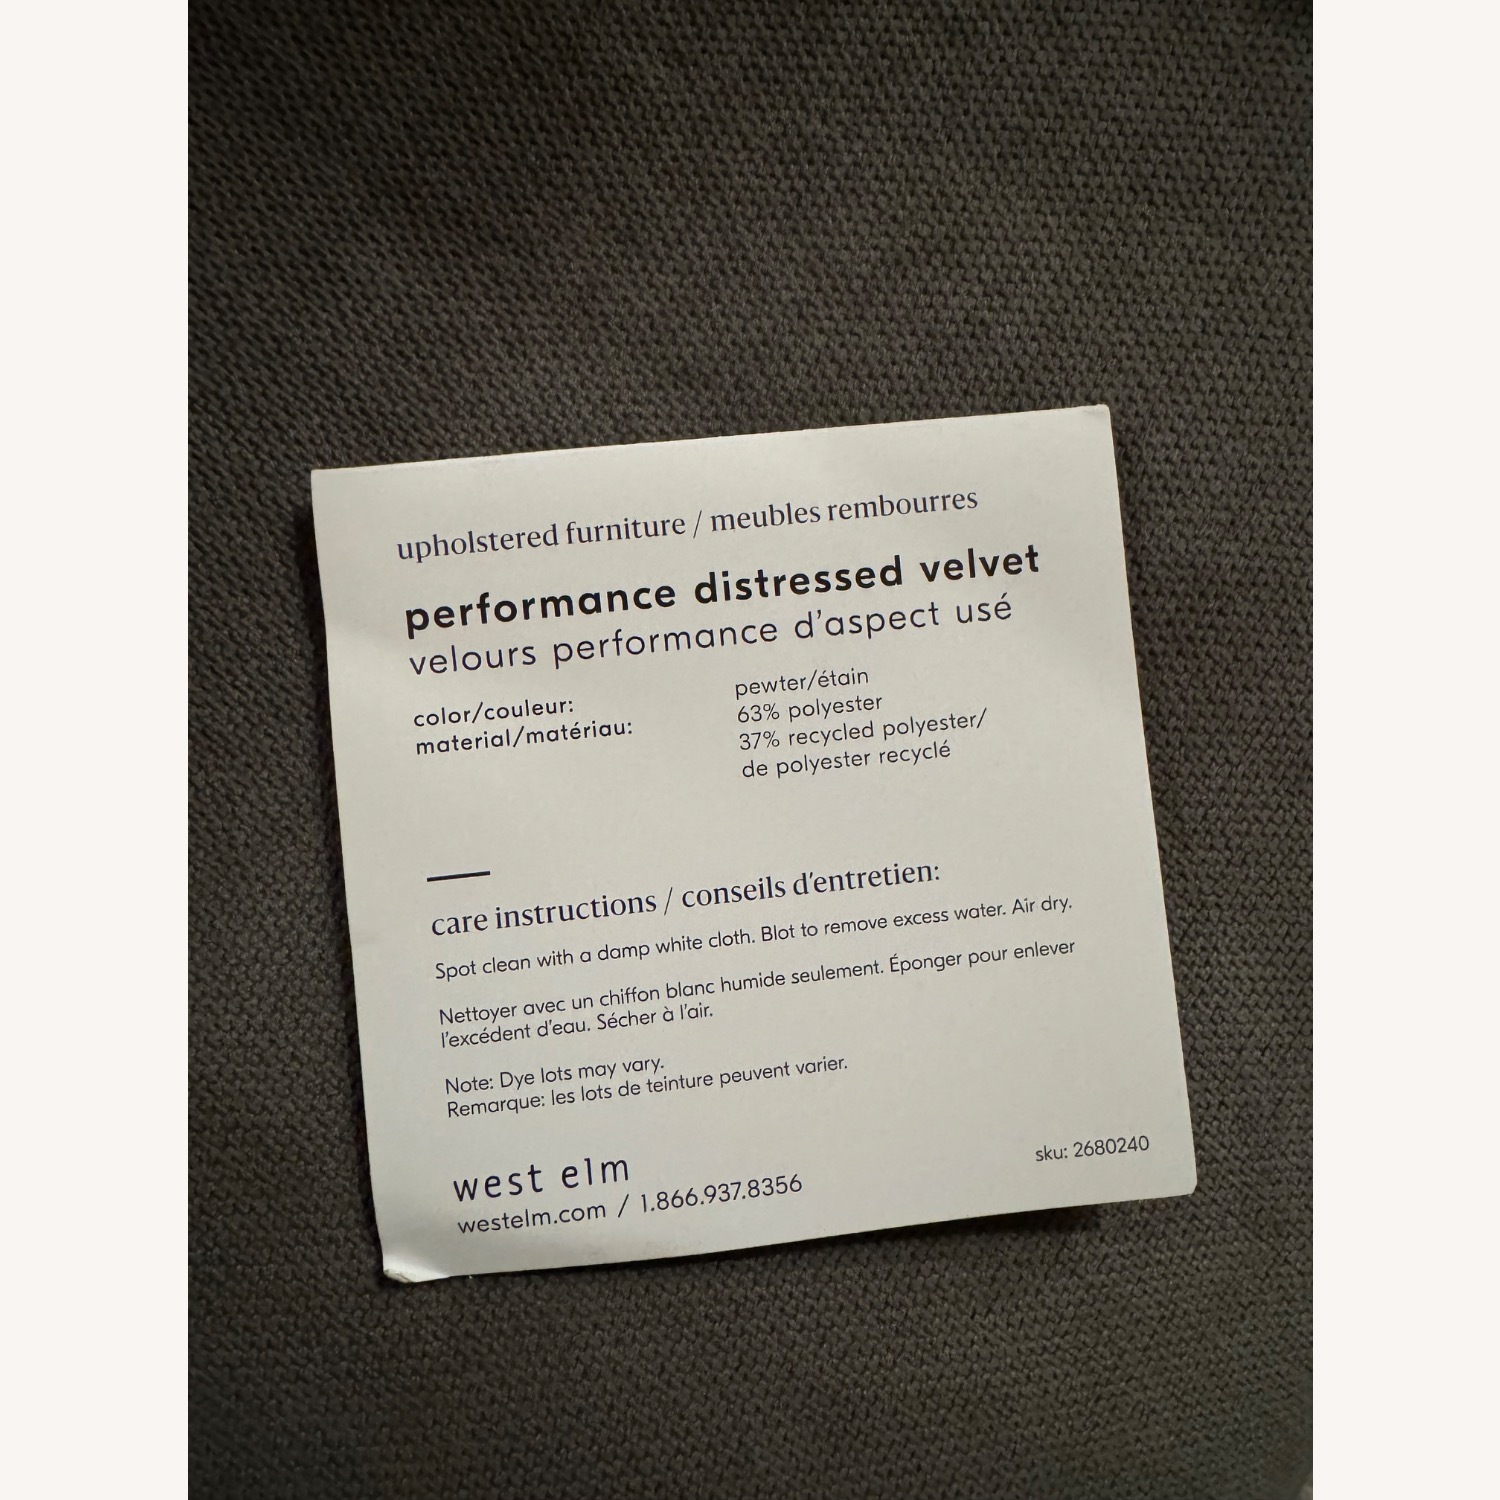 upholstered furniture / meubles rembourres
performance distressed velvet
velours performance d'aspect usé
color/couleur: pewter/étain
material/matériau: 63% polyester
37% recycled polyester/
de polyester recyclé
care instructions / conseils d'entretien:
Spot clean with a damp white cloth. Blot to remove excess water. Air dry.
Nettoyer avec un chiffon blanc humide seulement. Éponger pour enlever
l'excédent d'eau. Sécher à l'air.
Note: Dye lots may vary.
Remarque: les lots de teinture peuvent varier.
west elm
westelm.com / 1.866.937.8356
sku: 2680240